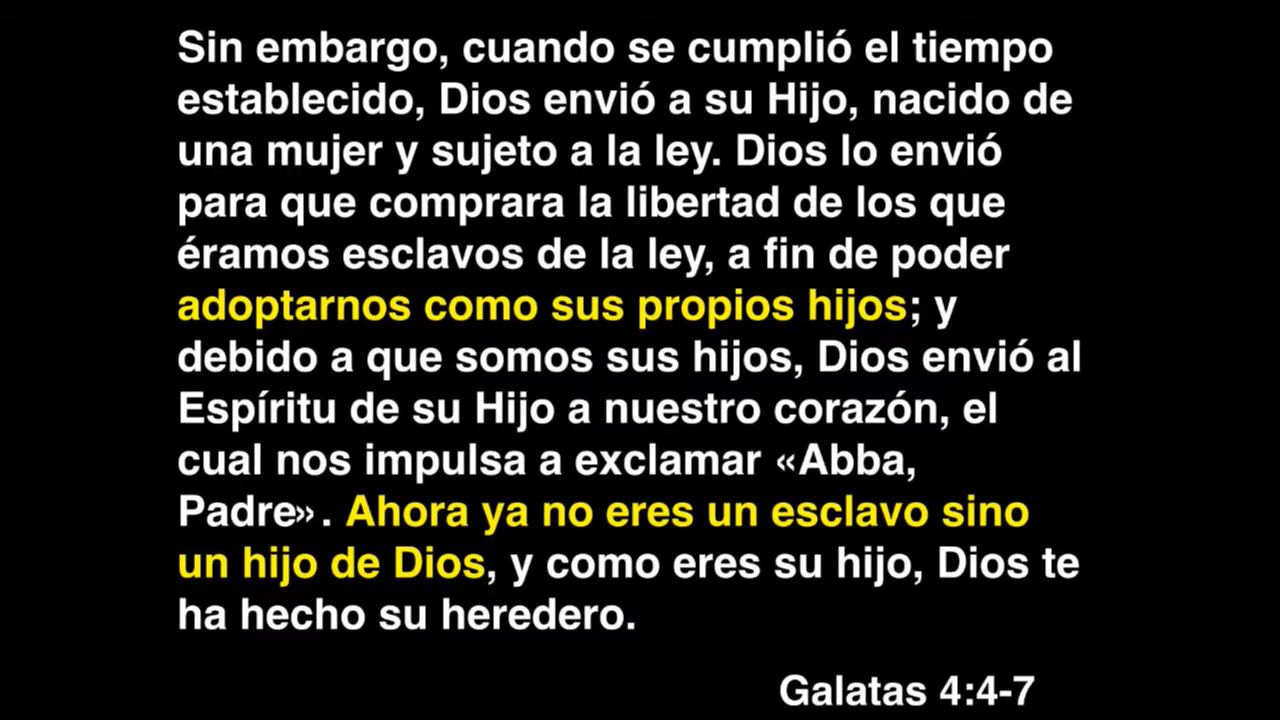 Sin embargo, cuando se cumplió el tiempo
establecido, Dios envió a su Hijo, nacido de
una mujer y sujeto a la ley. Dios lo envió
para que comprara la libertad de los que
éramos esclavos de la ley, a fin de poder
adoptarnos como sus propios hijos; y
debido a que somos sus hijos, Dios envió al
Espíritu de su Hijo a nuestro corazón, el
cual nos impulsa a exclamar «Abba,
Padre». Ahora ya no eres un esclavo sino
un hijo de Dios, y como eres su hijo, Dios te
ha hecho su heredero.
Galatas 4:4-7